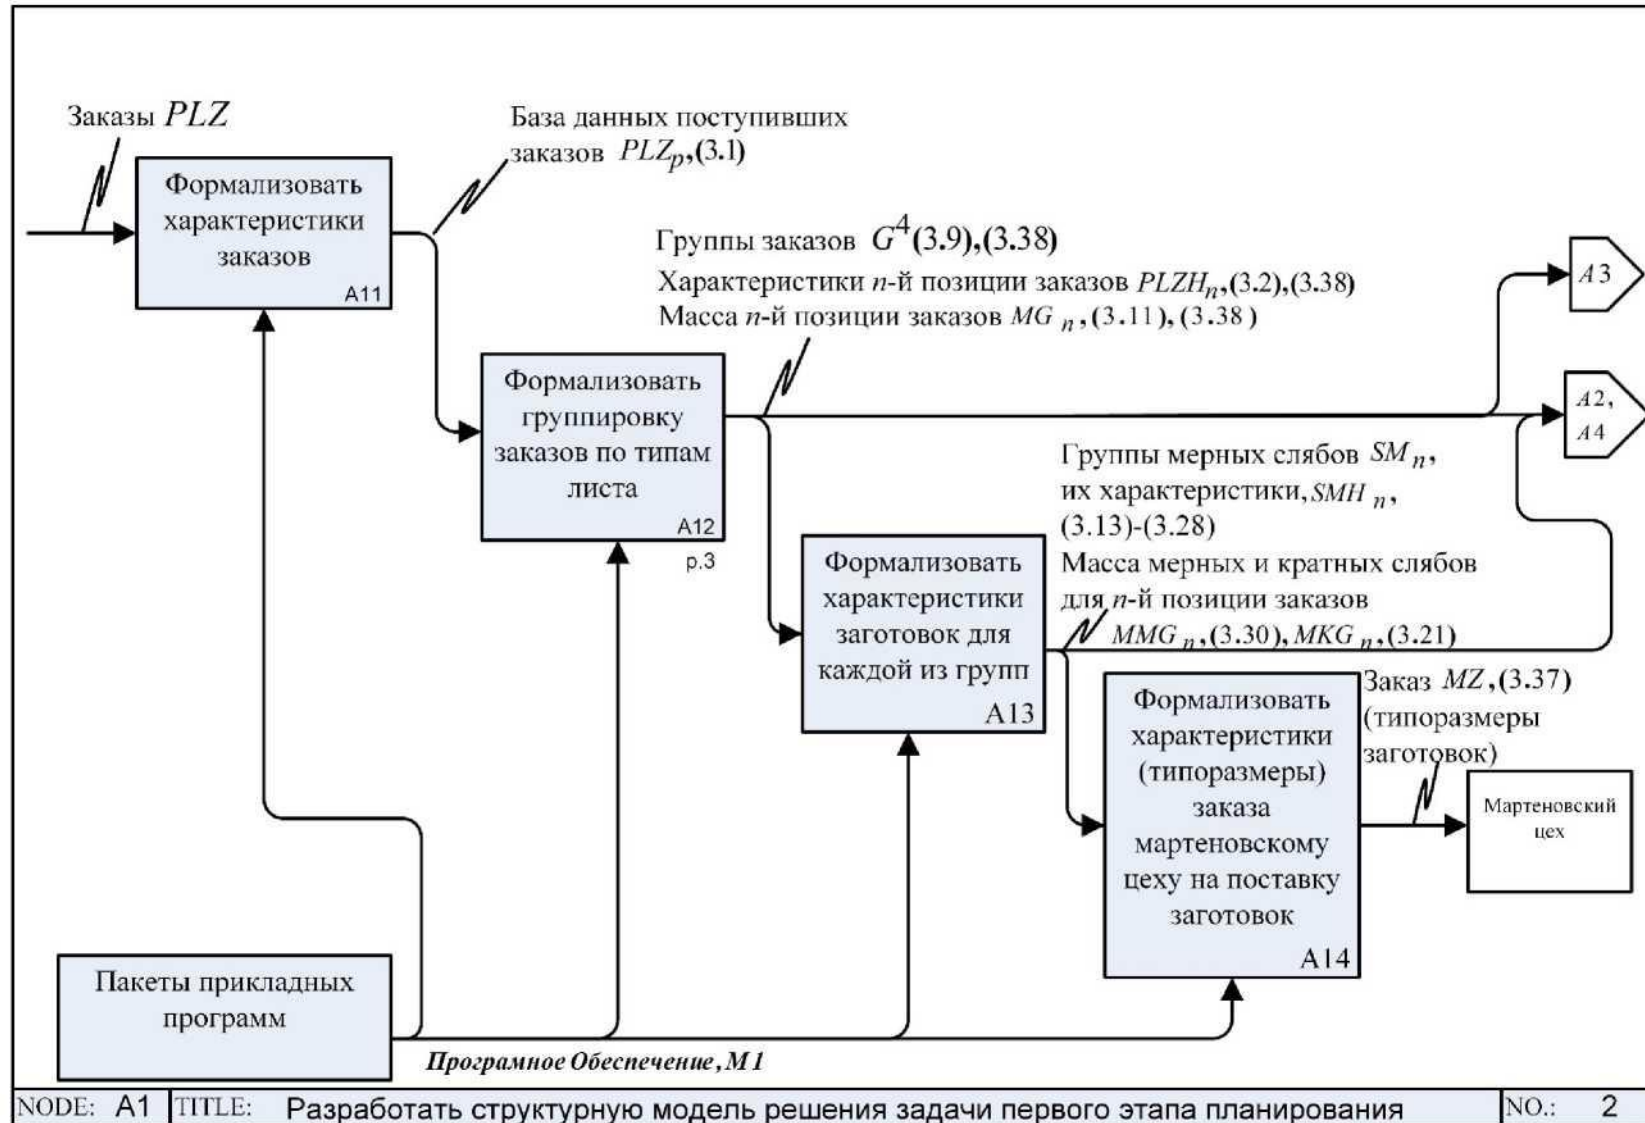 Заказы PLZ
База данных поступивших
заказов PLZp,(3.1)
Формализовать
характеристики
заказов
A11
Группы заказов G⁴(3.9),(3.38)
Характеристики n-й позиции заказов PLZHn,(3.2),(3.38)
Масса n-й позиции заказов MG n,(3.11), (3.38)
A3
Формализовать
группировку
заказов по типам
листа
A12
p.3
A2,
A4
Группы мерных слябов SMn,
их характеристики,SMH n,
(3.13)-(3.28)
Масса мерных и кратных слябов
для n-й позиции заказов
MMG n,(3.30), MKG n,(3.21)
Формализовать
характеристики
заготовок для
каждой из групп
A13
Заказ MZ,(3.37)
(типоразмеры
заготовок)
Формализовать
характеристики
(типоразмеры)
заказа
мартеновскому
цеху на поставку
заготовок
A14
Мартеновский
цех
Пакеты прикладных
программ
Програмное Обеспечение,M1
NODE: A1 TITLE: Разработать структурную модель решения задачи первого этапа планирования NO.: 2